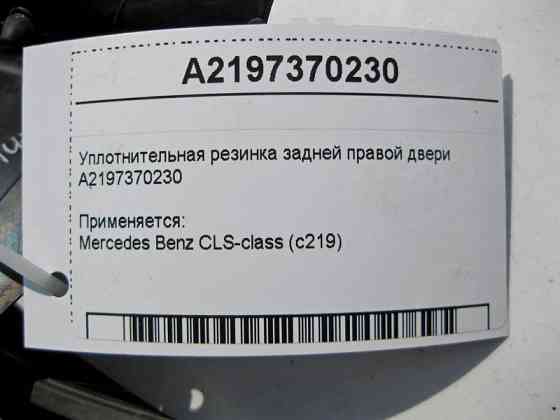 A2197370230
Уплотнительная резинка задней правой двери
A2197370230
Применяется:
Mercedes Benz CLS-class (c219)